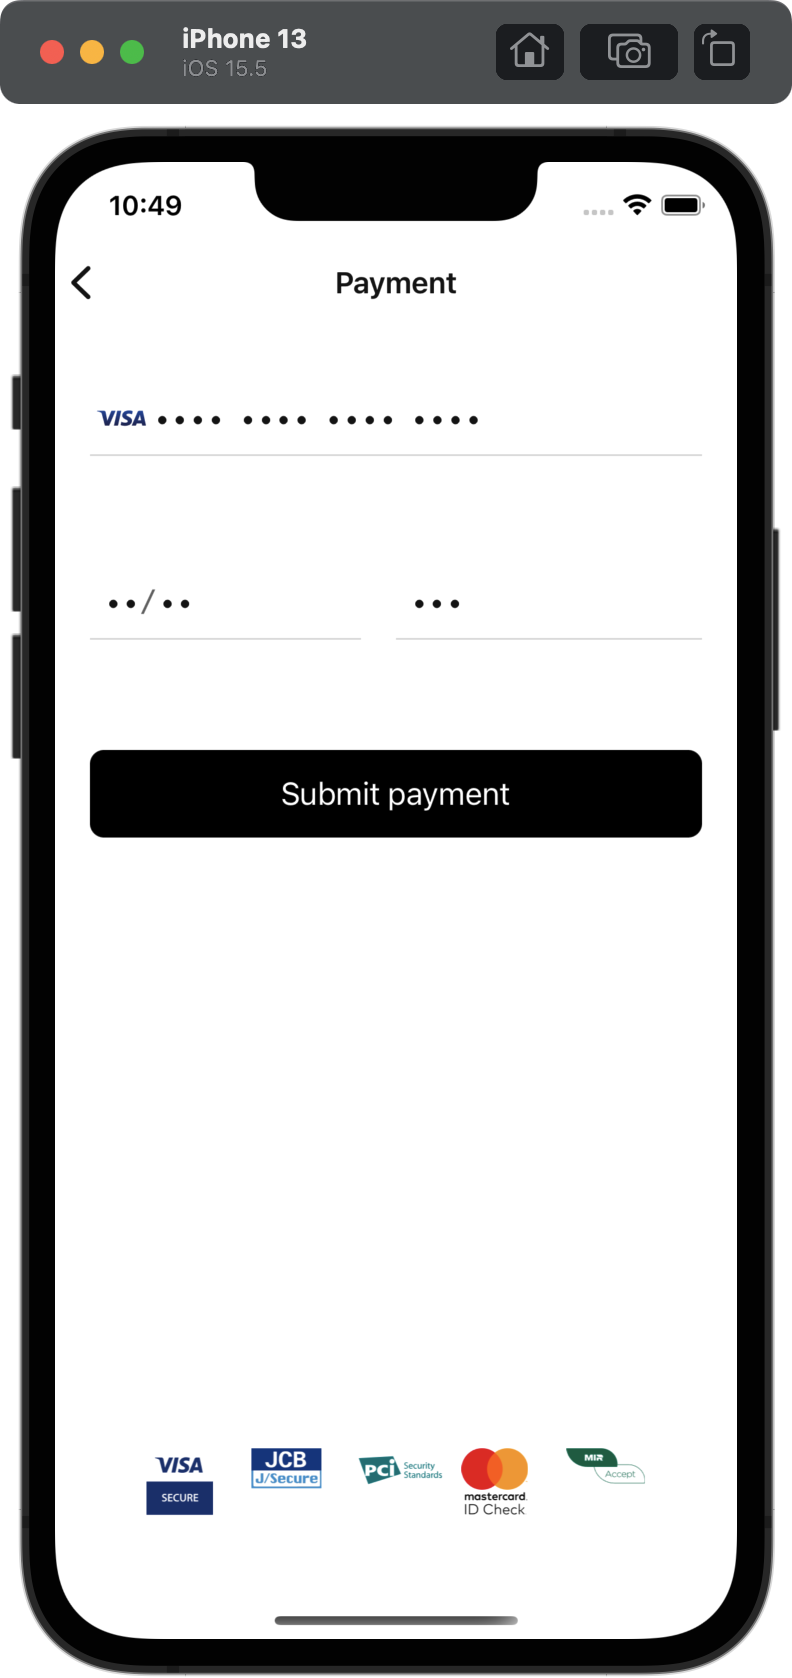 iPhone 13
iOS 15.5
10:49
Payment
VISA •••• •••• •••• ••••
••/•• •••
Submit payment
VISA
SECURE
JCB
J/Secure
PCi Security
Standards
mastercard.
ID Check
MIR
Accept